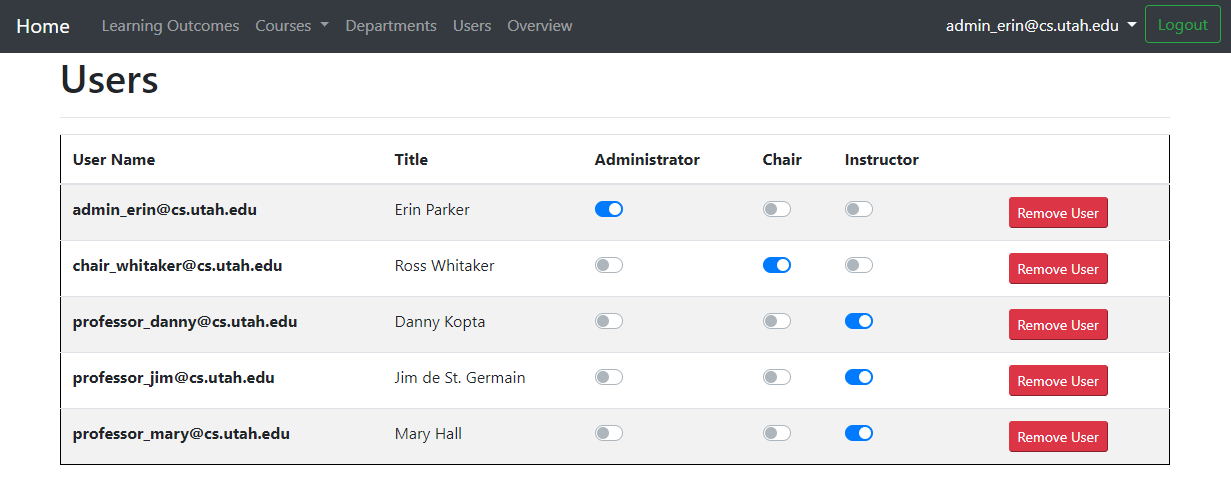 Home Learning Outcomes Courses Departments Users Overview admin_erin@cs.utah.edu Logout
Users
User Name Title Administrator Chair Instructor
admin_erin@cs.utah.edu Erin Parker Remove User
chair_whitaker@cs.utah.edu Ross Whitaker Remove User
professor_danny@cs.utah.edu Danny Kopta Remove User
professor_jim@cs.utah.edu Jim de St. Germain Remove User
professor_mary@cs.utah.edu Mary Hall Remove User